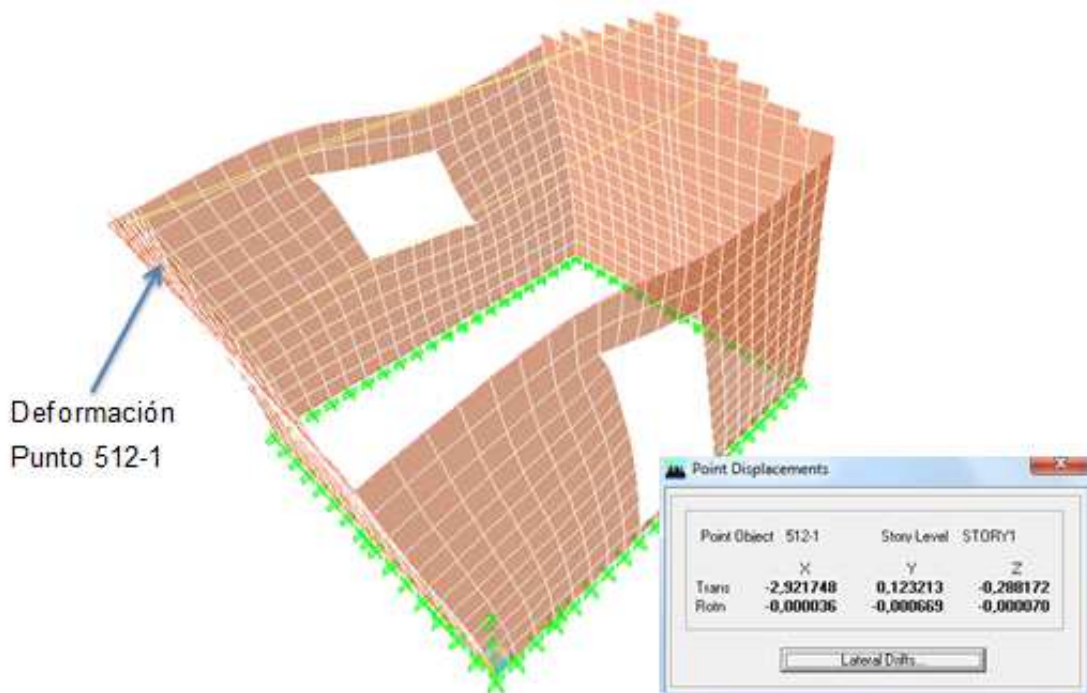 Deformación
Punto 512-1
Point Displacements
Point Object 512-1 Story Level STORY1
X Y Z
Trans -2,921748 0,123213 -0,288172
Rotn -0,000036 -0,000669 -0,000070
Lateral Drifts...